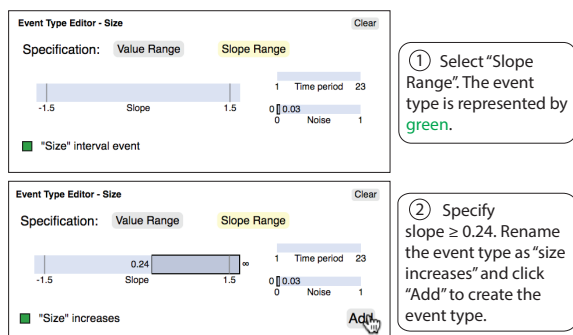 Event Type Editor - Size Clear
Specification: Value Range Slope Range
-1.5 Slope 1.5
1 Time period 23
0 0.03
0 Noise 1
"Size" interval event
1 Select “Slope
Range”. The event
type is represented by
green.
Event Type Editor - Size Clear
Specification: Value Range Slope Range
0.24 ∞
-1.5 Slope 1.5
1 Time period 23
0 0.03
0 Noise 1
"Size" increases Add
2 Specify
slope ≥ 0.24. Rename
the event type as “size
increases” and click
“Add” to create the
event type.